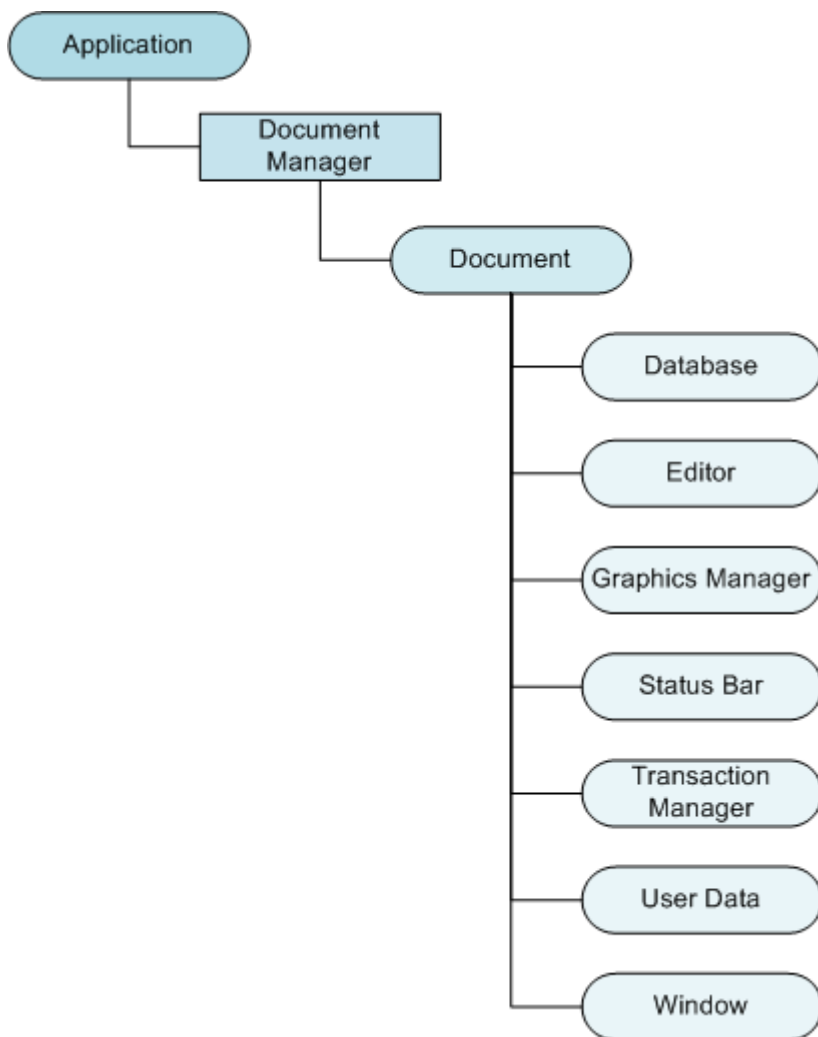 Application
Document
Manager
Document
Database
Editor
Graphics Manager
Status Bar
Transaction
Manager
User Data
Window